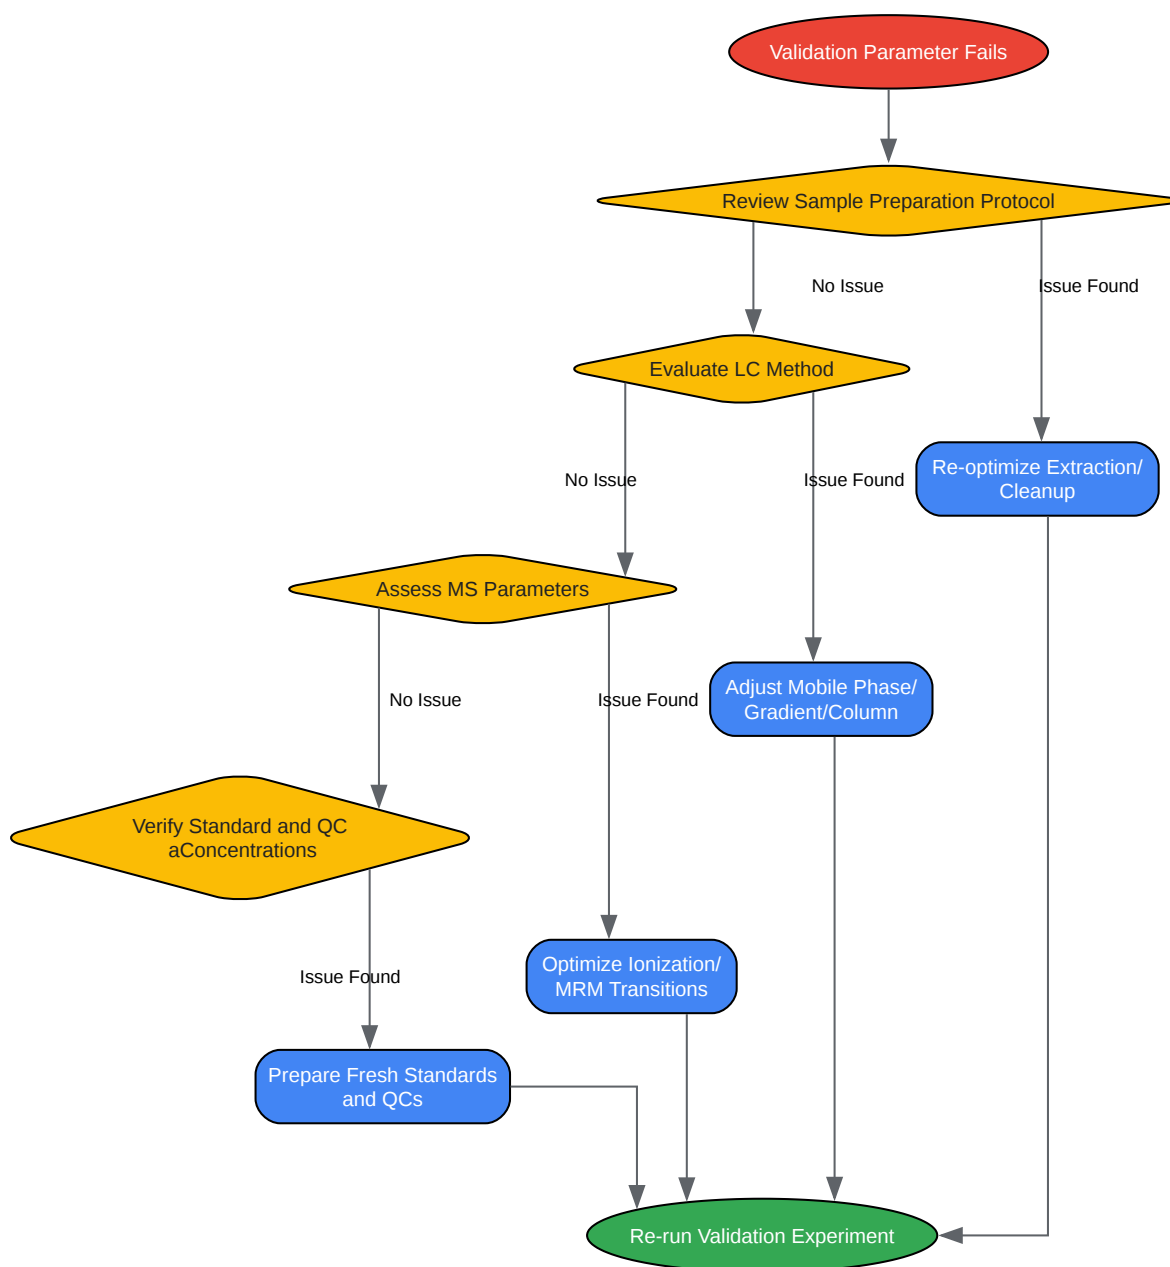 Validation Parameter Fails
Review Sample Preparation Protocol
No Issue
Issue Found
Evaluate LC Method
Re-optimize Extraction/
Cleanup
No Issue
Issue Found
Assess MS Parameters
Adjust Mobile Phase/
Gradient/Column
No Issue
Issue Found
Verify Standard and QC
aConcentrations
Issue Found
Optimize Ionization/
MRM Transitions
Prepare Fresh Standards
and QCs
Re-run Validation Experiment